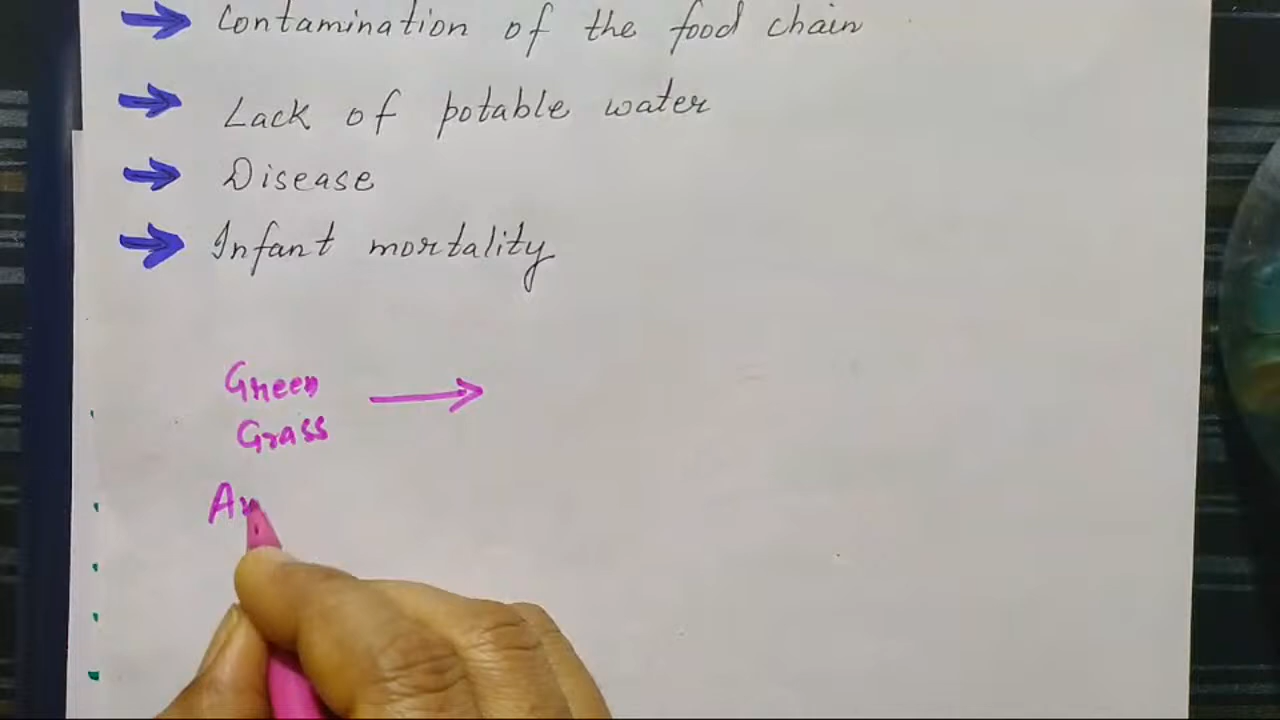 Contamination of the food chain
Lack of potable water
Disease
Infant mortality
Green
Grass